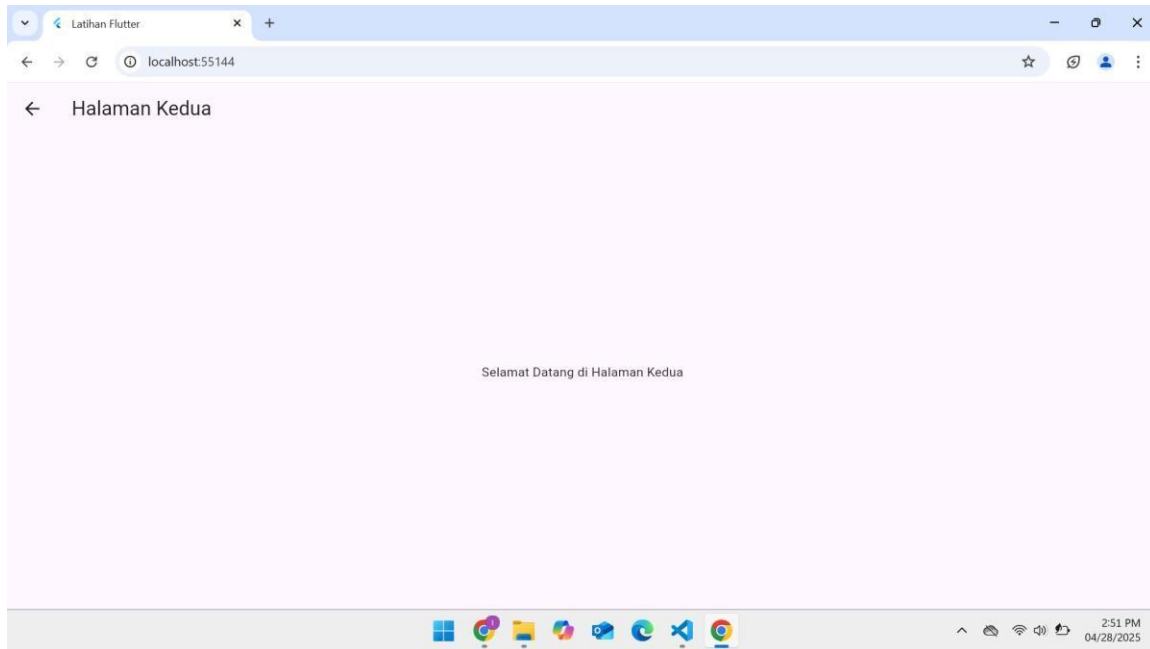 Latihan Flutter
localhost:55144
Halaman Kedua
Selamat Datang di Halaman Kedua
2:51 PM
04/28/2025